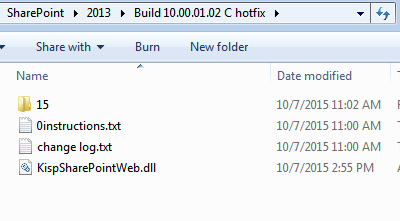 SharePoint 2013 Build 10.00.01.02 C hotfix
Share with Burn New folder
Name Date modified
15 10/7/2015 11:02 AM
0instructions.txt 10/7/2015 11:00 AM
change log.txt 10/7/2015 11:00 AM
KispSharePointWeb.dll 10/7/2015 2:55 PM